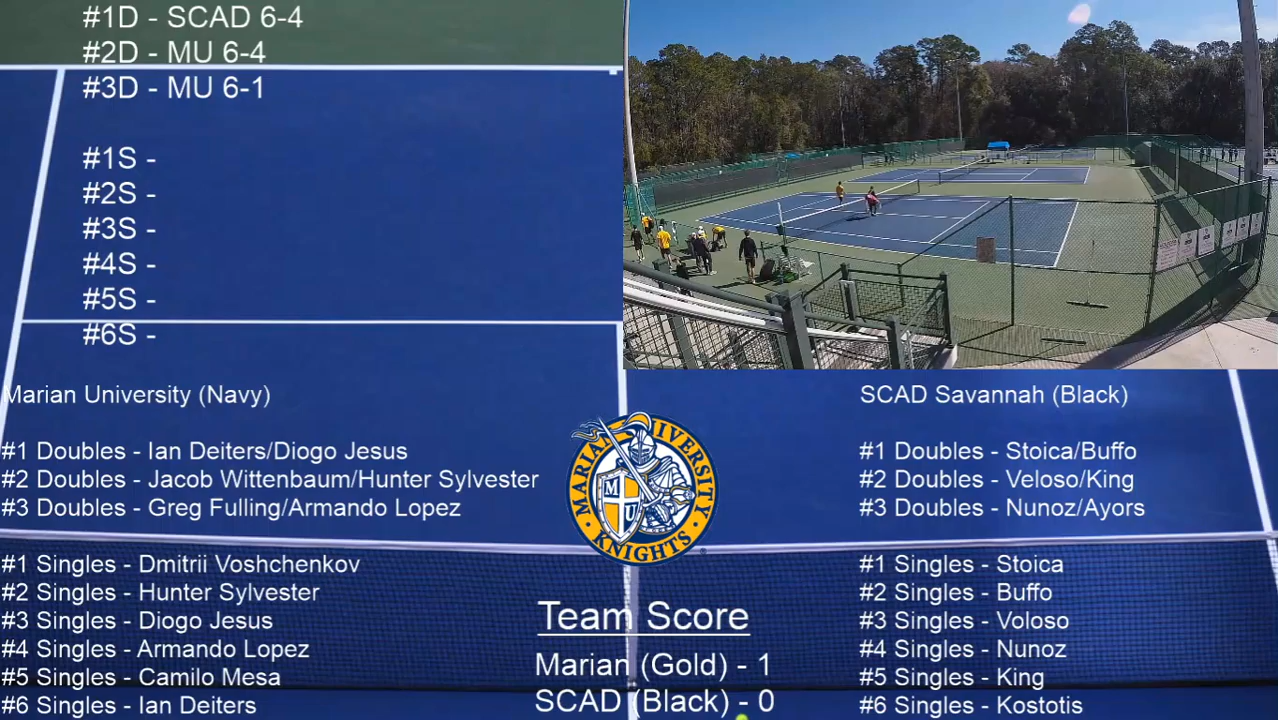 #1D - SCAD 6-4
#2D - MU 6-4
#3D - MU 6-1
#1S -
#2S -
#3S -
#4S -
#5S -
#6S -
Marian University (Navy)
#1 Doubles - Ian Deiters/Diogo Jesus
#2 Doubles - Jacob Wittenbaum/Hunter Sylvester
#3 Doubles - Greg Fulling/Armando Lopez
#1 Singles - Dmitrii Voshchenkov
#2 Singles - Hunter Sylvester
#3 Singles - Diogo Jesus
#4 Singles - Armando Lopez
#5 Singles - Camilo Mesa
#6 Singles - Ian Deiters
MARIAN UNIVERSITY
MU
KNIGHTS
Team Score
Marian (Gold) - 1
SCAD (Black) - 0
SCAD Savannah (Black)
#1 Doubles - Stoica/Buffo
#2 Doubles - Veloso/King
#3 Doubles - Nunoz/Ayors
#1 Singles - Stoica
#2 Singles - Buffo
#3 Singles - Voloso
#4 Singles - Nunoz
#5 Singles - King
#6 Singles - Kostotis